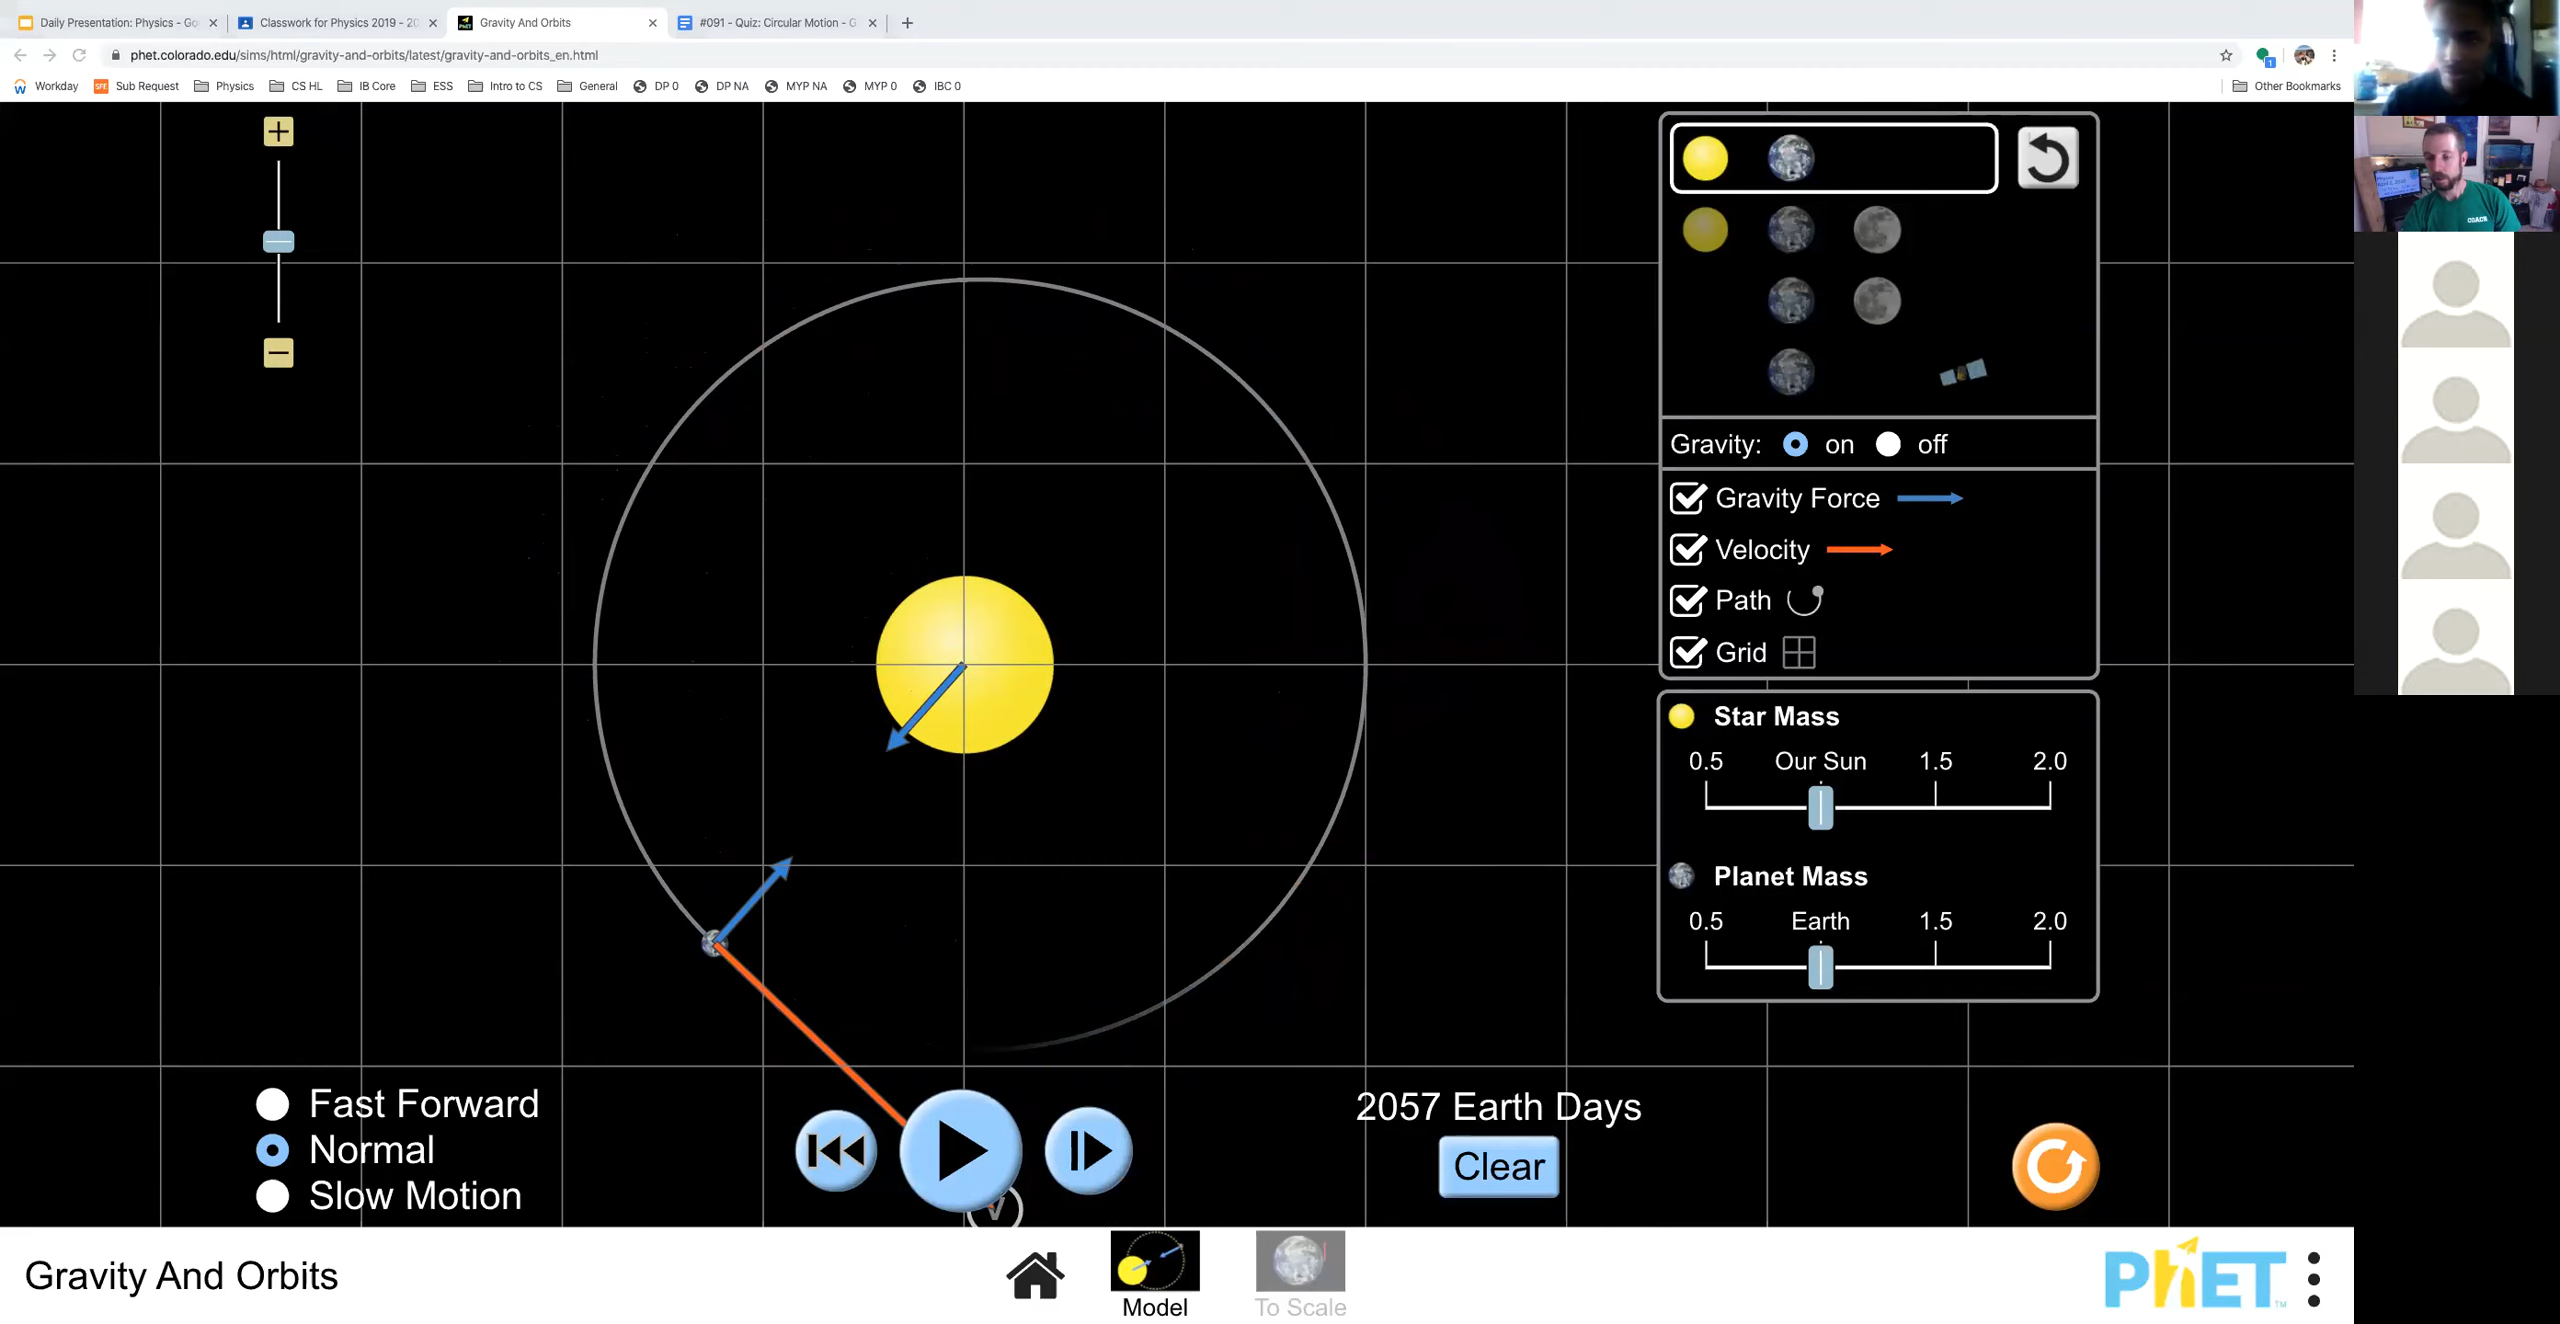 Daily Presentation: Physics - Go
Classwork for Physics 2019 - 20
Gravity And Orbits
#091 - Quiz: Circular Motion - G
phet.colorado.edu/sims/html/gravity-and-orbits/latest/gravity-and-orbits_en.html
Workday
Sub Request
Physics
CS HL
IB Core
ESS
Intro to CS
General
DP 0
DP NA
MYP NA
MYP 0
IBC 0
Other Bookmarks
COACH
Gravity: on off
Gravity Force
Velocity
Path
Grid
Star Mass
0.5 Our Sun 1.5 2.0
Planet Mass
0.5 Earth 1.5 2.0
Fast Forward
Normal
Slow Motion
2057 Earth Days
Clear
V
Gravity And Orbits
Model
To Scale
PhET